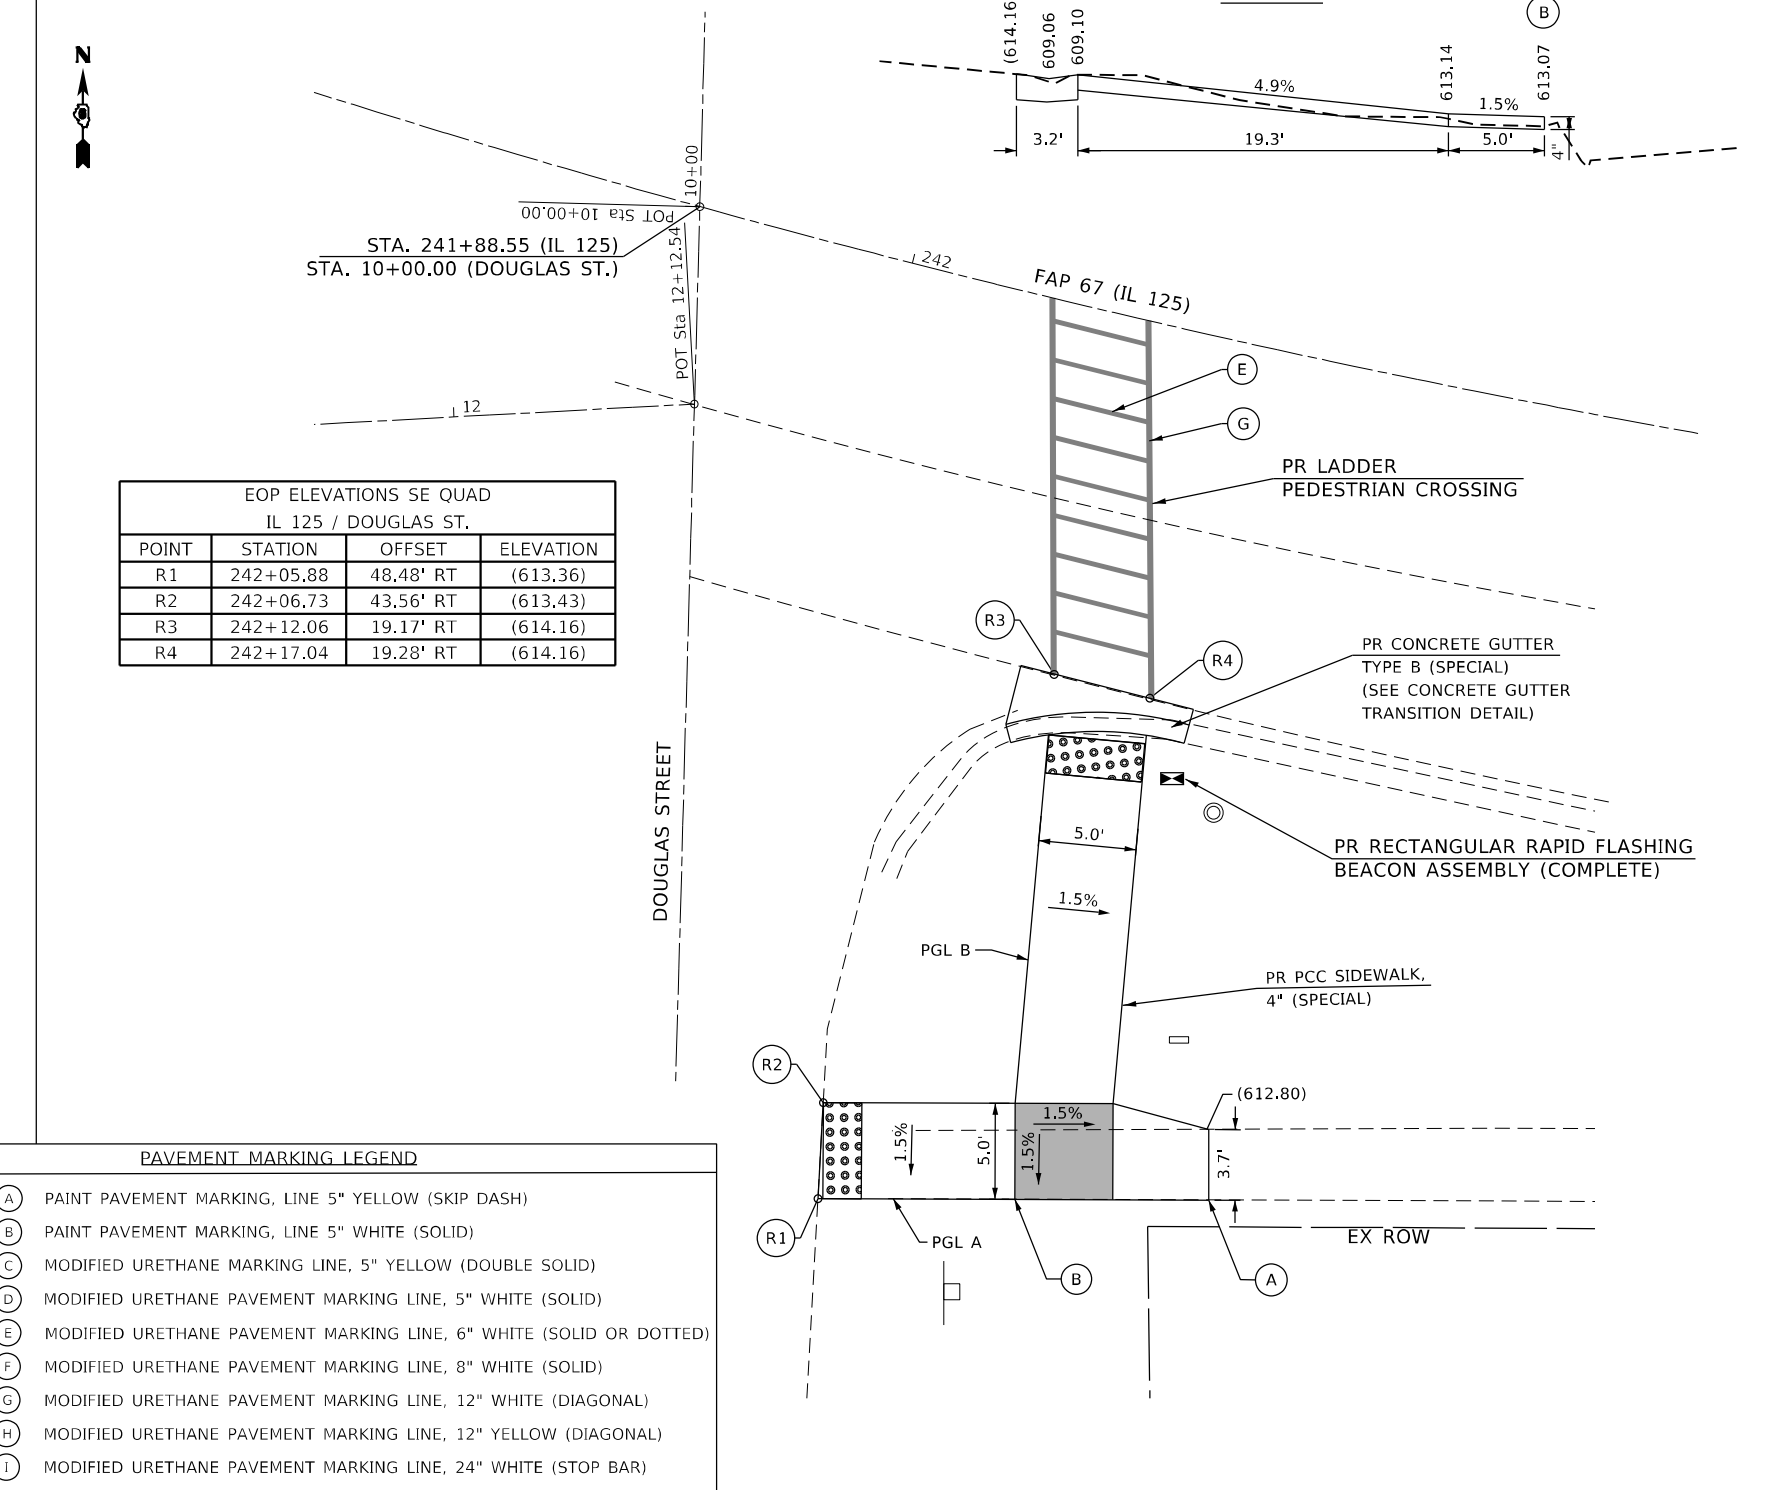 N
B
(614.16
609.06
609.10
613.14
613.07
4.9%
1.5%
3.2'
19.3'
5.0'
4"
10+00
POT Sta 10+00.00
STA. 241+88.55 (IL 125)
STA. 10+00.00 (DOUGLAS ST.)
POT Sta 12+12.54
242
FAP 67 (IL 125)
12
E
G
PR LADDER
PEDESTRIAN CROSSING
EOP ELEVATIONS SE QUAD
IL 125 / DOUGLAS ST.
POINT STATION OFFSET ELEVATION
R1 242+05.88 48.48' RT (613.36)
R2 242+06.73 43.56' RT (613.43)
R3 242+12.06 19.17' RT (614.16)
R4 242+17.04 19.28' RT (614.16)
R3
R4
PR CONCRETE GUTTER
TYPE B (SPECIAL)
(SEE CONCRETE GUTTER
TRANSITION DETAIL)
DOUGLAS STREET
5.0'
PR RECTANGULAR RAPID FLASHING
BEACON ASSEMBLY (COMPLETE)
1.5%
PGL B
PR PCC SIDEWALK,
4" (SPECIAL)
R2
(612.80)
1.5%
5.0'
1.5%
1.5%
3.7'
R1
PGL A
EX ROW
B
A
PAVEMENT MARKING LEGEND
A PAINT PAVEMENT MARKING, LINE 5" YELLOW (SKIP DASH)
B PAINT PAVEMENT MARKING, LINE 5" WHITE (SOLID)
C MODIFIED URETHANE MARKING LINE, 5" YELLOW (DOUBLE SOLID)
D MODIFIED URETHANE PAVEMENT MARKING LINE, 5" WHITE (SOLID)
E MODIFIED URETHANE PAVEMENT MARKING LINE, 6" WHITE (SOLID OR DOTTED)
F MODIFIED URETHANE PAVEMENT MARKING LINE, 8" WHITE (SOLID)
G MODIFIED URETHANE PAVEMENT MARKING LINE, 12" WHITE (DIAGONAL)
H MODIFIED URETHANE PAVEMENT MARKING LINE, 12" YELLOW (DIAGONAL)
I MODIFIED URETHANE PAVEMENT MARKING LINE, 24" WHITE (STOP BAR)